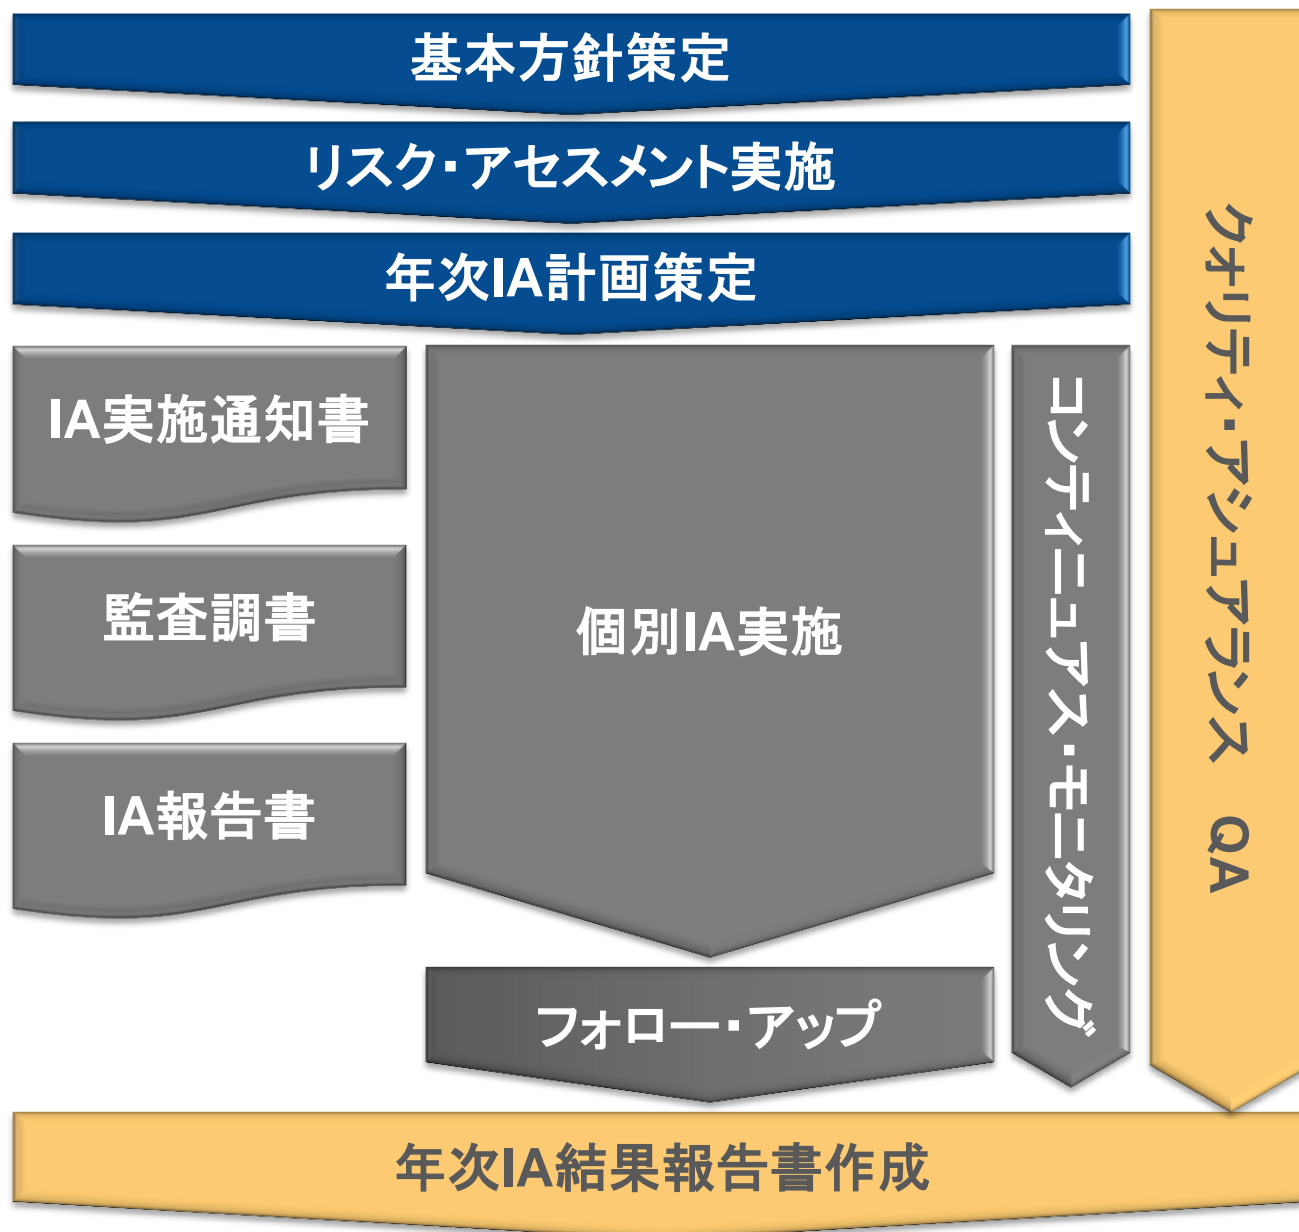 基本方針策定
リスク・アセスメント実施
年次IA計画策定
IA実施通知書
監査調書
IA報告書
個別IA実施
フォロー・アップ
コンティニュアス・モニタリング
クォリティ・アシュアランス　QA
年次IA結果報告書作成